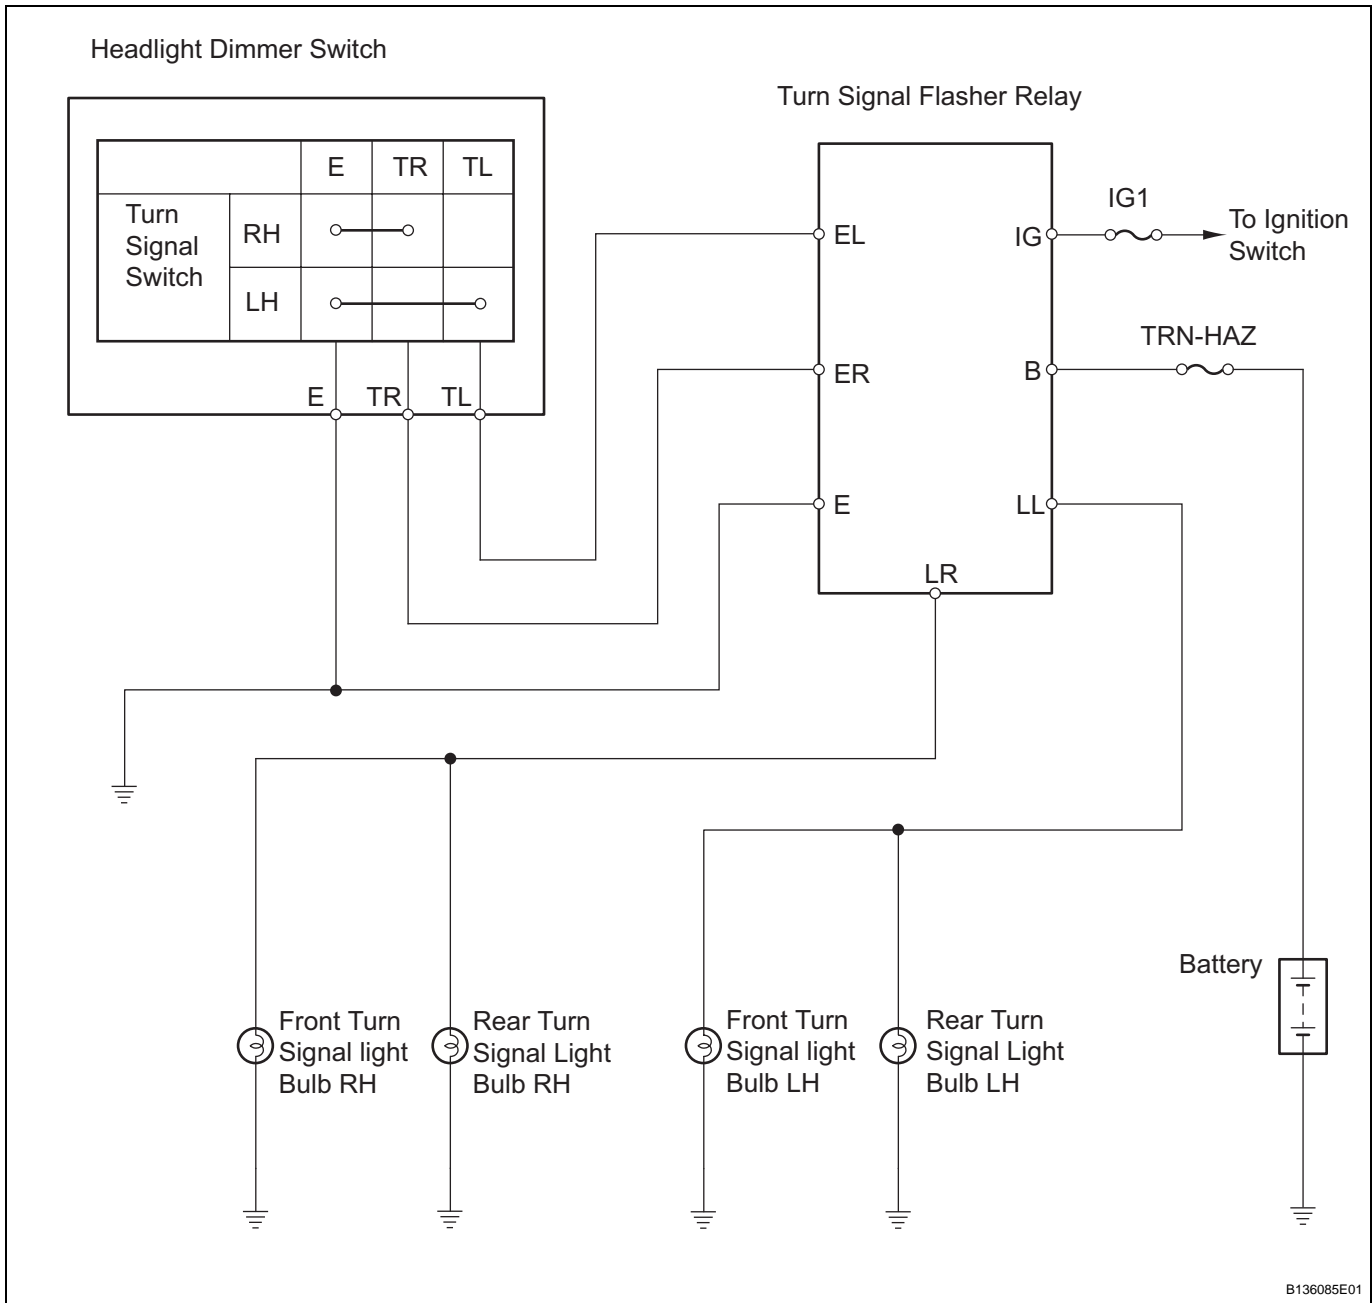 Headlight Dimmer Switch
Turn Signal Flasher Relay
E TR TL
Turn
Signal
Switch
RH
LH
E TR TL
EL
ER
E
IG
B
LL
LR
IG1
To Ignition
Switch
TRN-HAZ
Battery
Front Turn
Signal light
Bulb RH
Rear Turn
Signal Light
Bulb RH
Front Turn
Signal light
Bulb LH
Rear Turn
Signal Light
Bulb LH
B136085E01